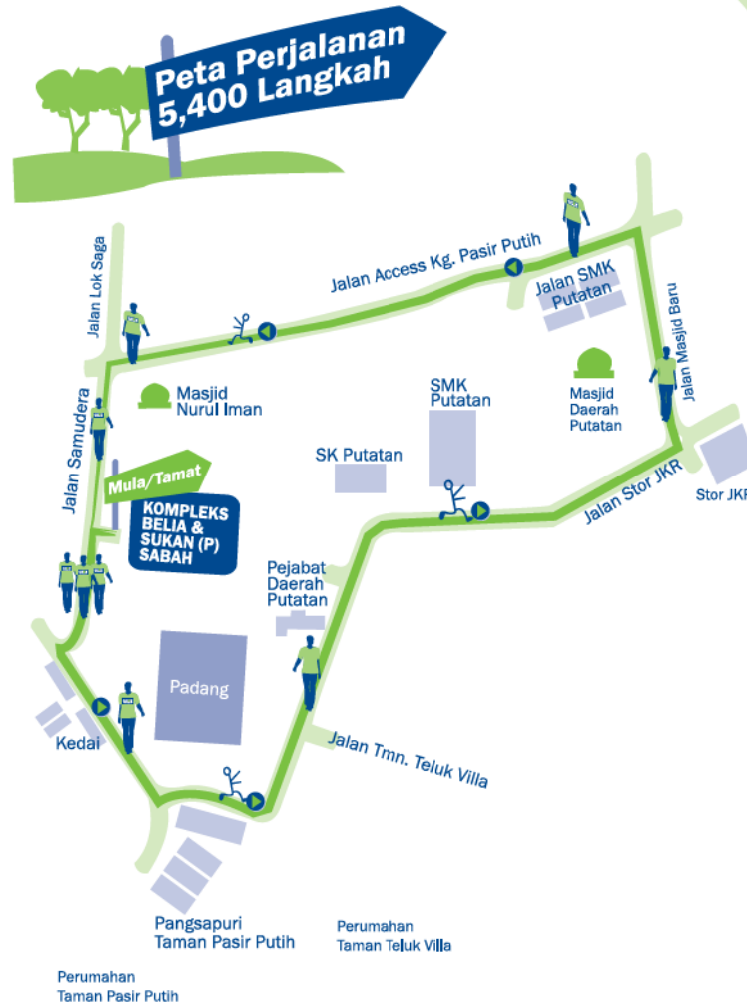 Peta Perjalanan
5,400 Langkah
Jalan Lok Saga
Jalan Access Kg. Pasir Putih
Jalan SMK
Putatan
Jalan Masjid Baru
Masjid
Nurul Iman
SMK
Putatan
Masjid
Daerah
Putatan
Jalan Samudera
SK Putatan
Mula/Tamat
KOMPLEKS
BELIA &
SUKAN (P)
SABAH
Jalan Stor JKR
Stor JKR
Pejabat
Daerah
Putatan
Padang
Kedai
Jalan Tmn. Teluk Villa
Pangsapuri
Taman Pasir Putih
Perumahan
Taman Teluk Villa
Perumahan
Taman Pasir Putih